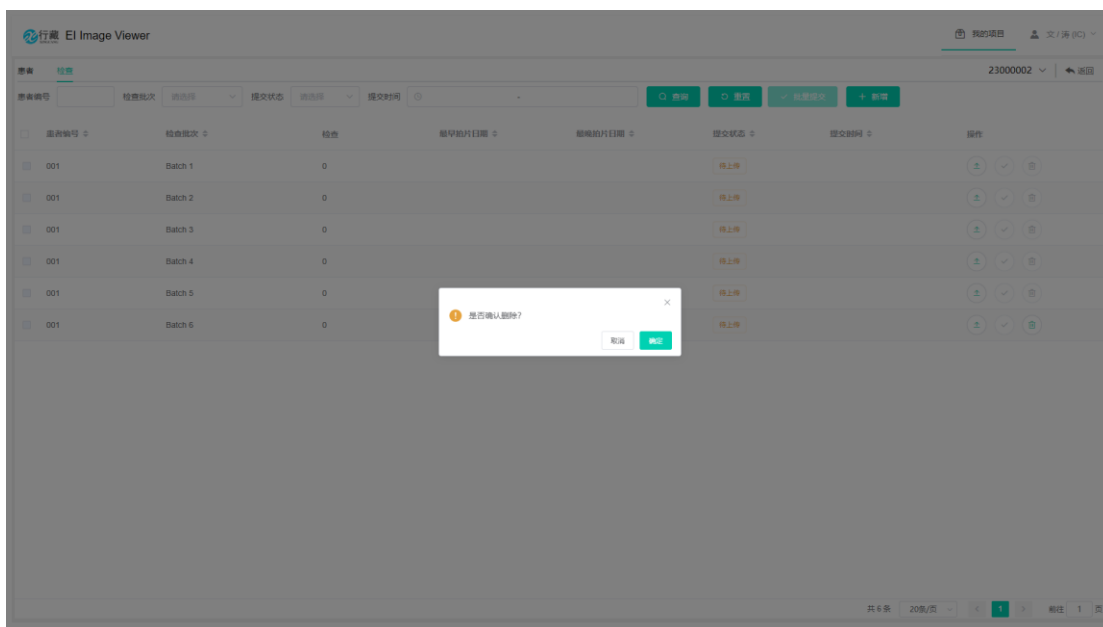 行藏 EI Image Viewer 我的项目 文/涛(IC)
患者 检查 23000002 返回
患者编号 检查批次 请选择 提交状态 请选择 提交时间 - 查询 重置 批量提交 新增
患者编号 检查批次 检查 最早拍片日期 最晚拍片日期 提交状态 提交时间 操作
001 Batch 1 0 待上传
001 Batch 2 0 待上传
001 Batch 3 0 待上传
001 Batch 4 0 待上传
001 Batch 5 0 待上传
是否确认删除?
001 Batch 6 0 待上传
取消 确定
共 6 条 20条/页 1 前往 1 页